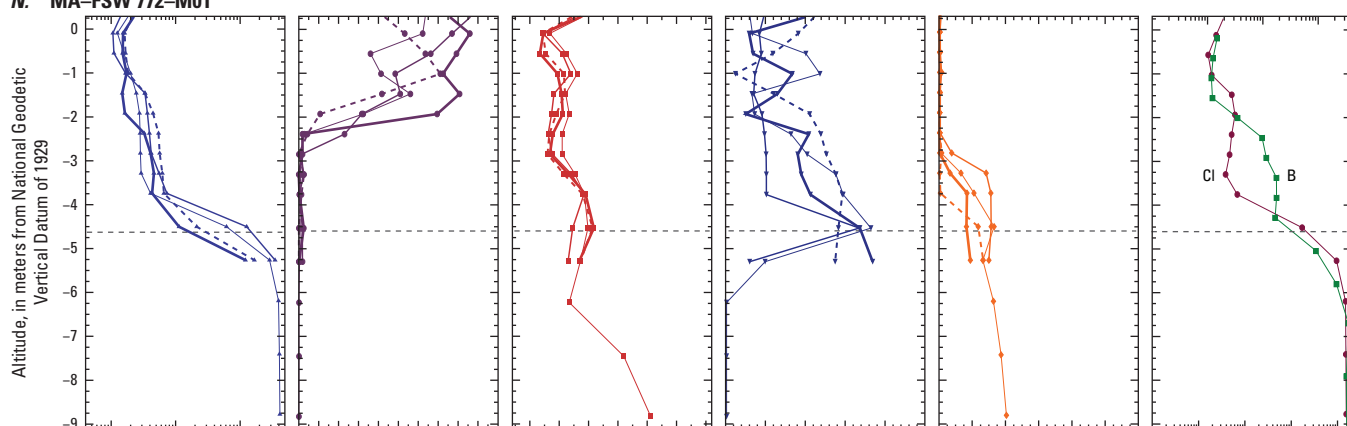 N. MA–FSW 772–M01
Altitude, in meters from National Geodetic
Vertical Datum of 1929
0
–1
–2
–3
–4
–5
–6
–7
–8
–9
Cl
B